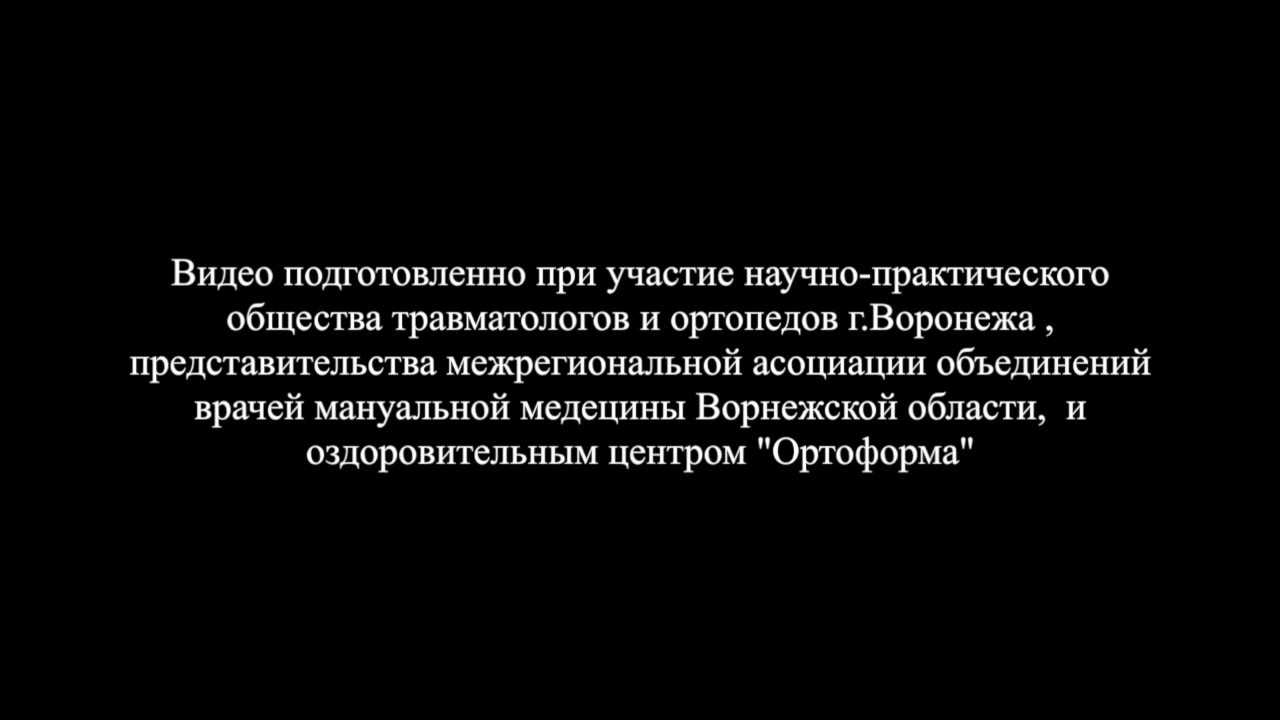 Видео подготовленно при участие научно-практического
общества травматологов и ортопедов г.Воронежа ,
представительства межрегиональной асоциации объединений
врачей мануальной медецины Ворнежской области,  и
оздоровительным центром "Ортоформа"